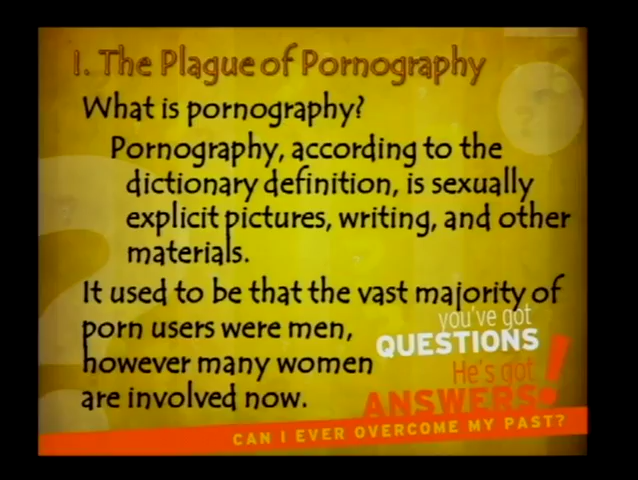 1. The Plague of Pornography
What is pornography?
Pornography, according to the
dictionary definition, is sexually
explicit pictures, writing, and other
materials.
It used to be that the vast majority of
porn users were men,
however many women
are involved now.
you've got
QUESTIONS
He's got
ANSWERS!
CAN I EVER OVERCOME MY PAST?